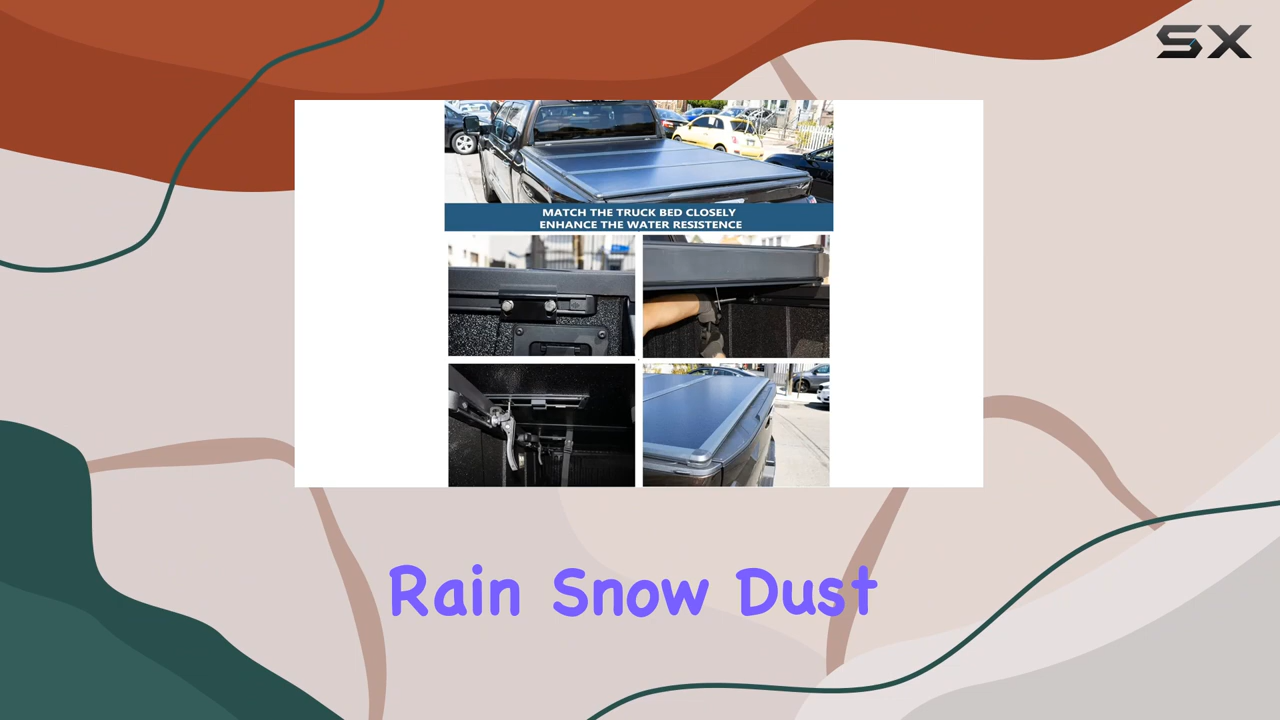 SX
MATCH THE TRUCK BED CLOSELY
ENHANCE THE WATER RESISTENCE
Rain Snow Dust